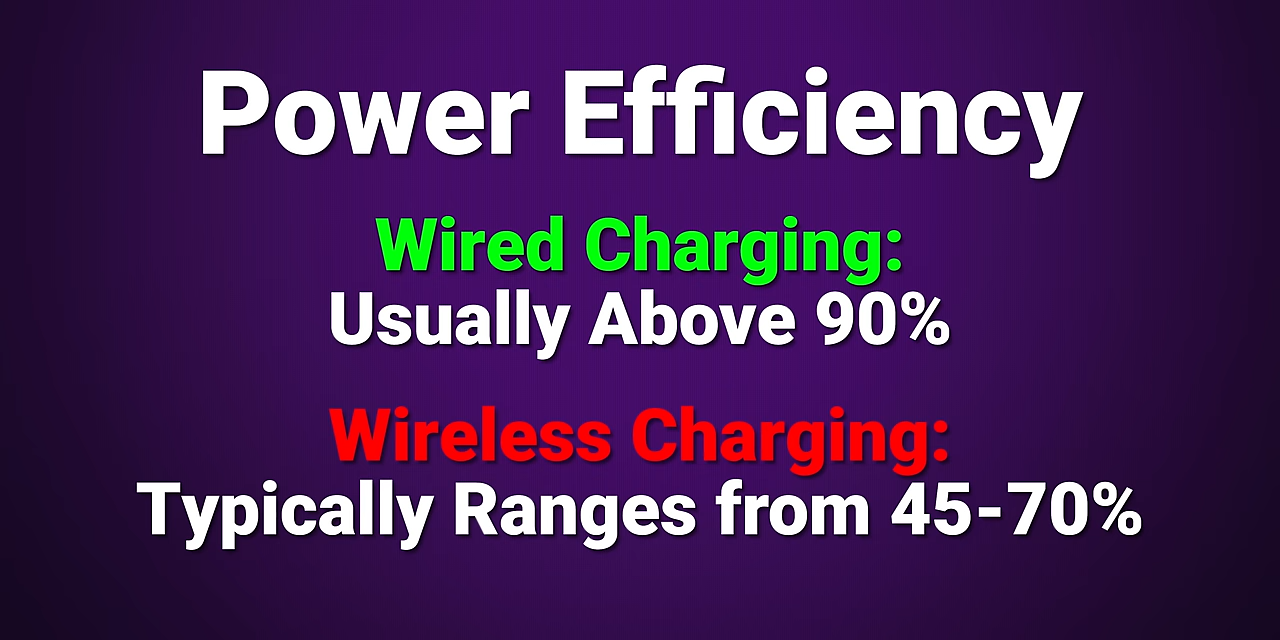 Power Efficiency
Wired Charging:
Usually Above 90%
Wireless Charging:
Typically Ranges from 45-70%